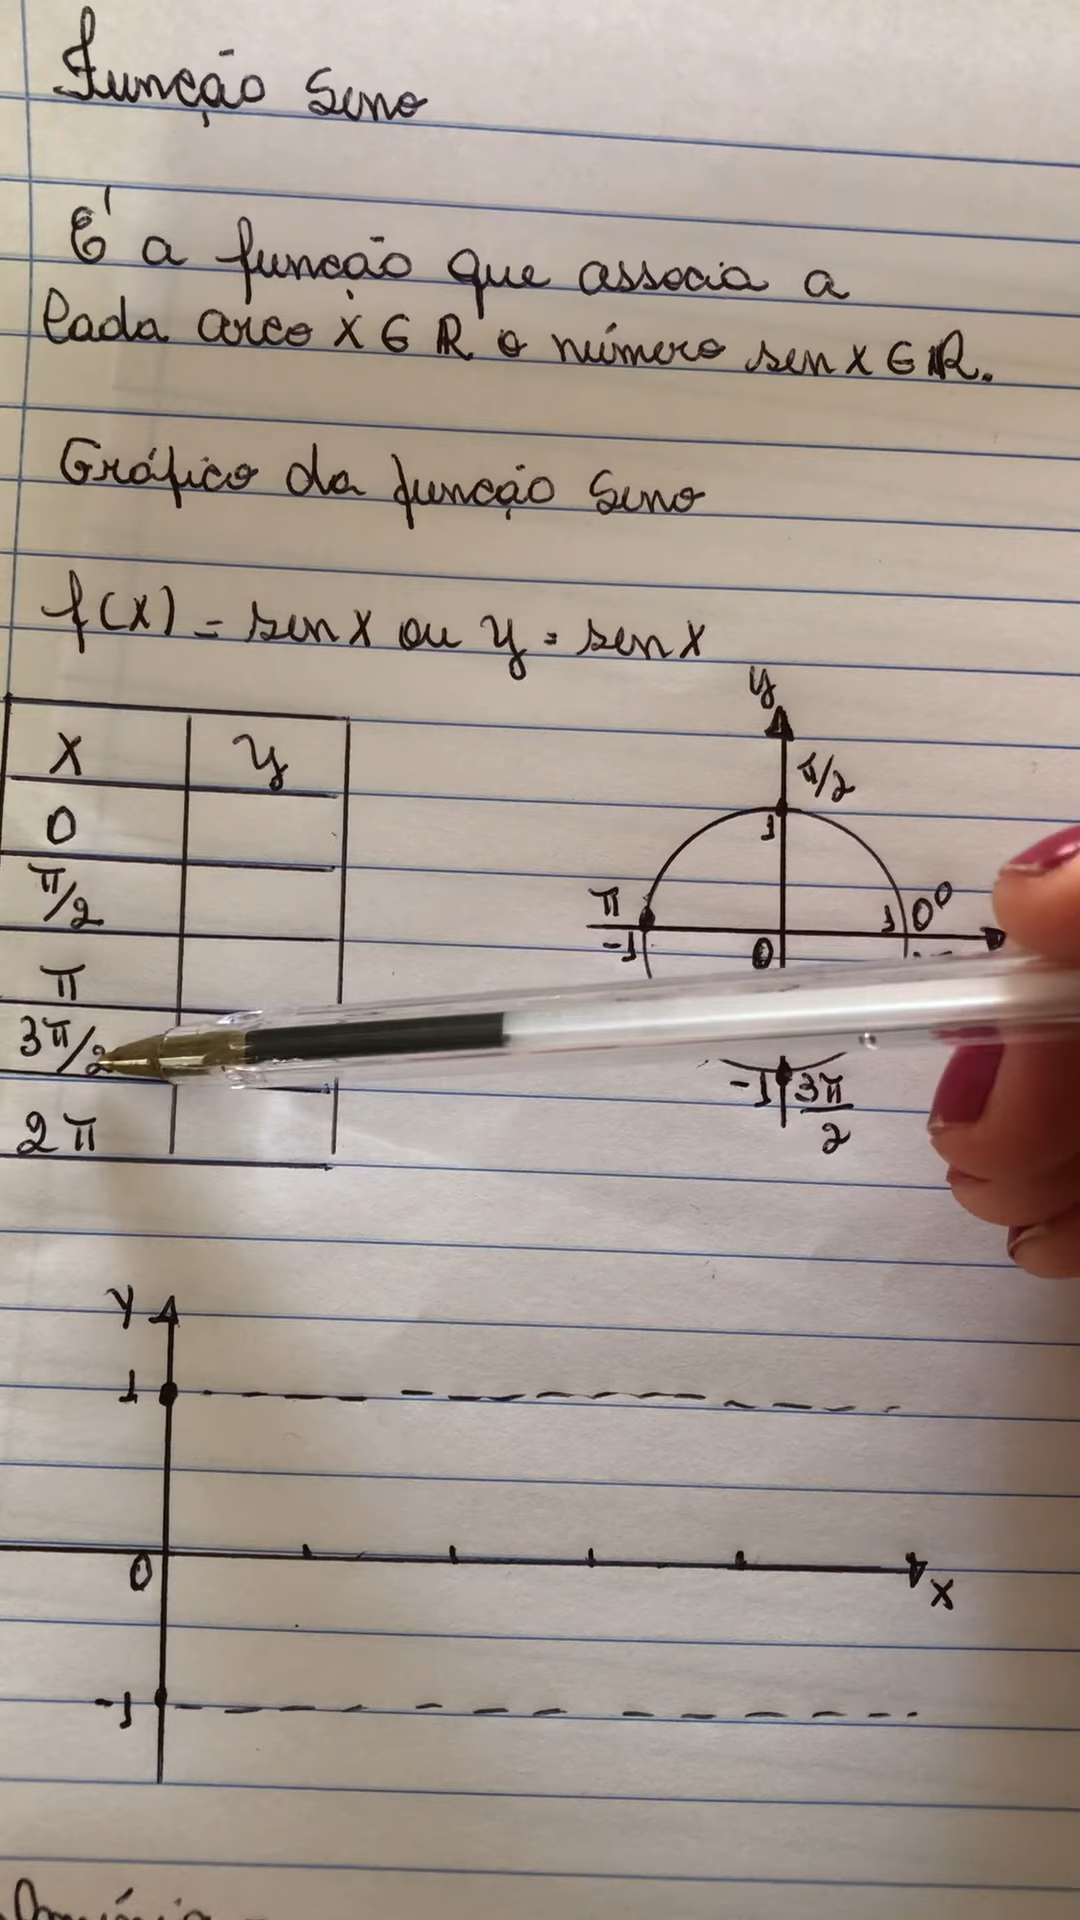 Função Seno
É a função que associa a
Cada arco x ∈ R o número sen x ∈ R.
Gráfico da função Seno
f(x) = sen x ou y = sen x
x y
0
π/2
π
3π/2
2π
y
π/2
1
π
-1
0
1
0º
-1
3π/2
y
1
0
x
-1